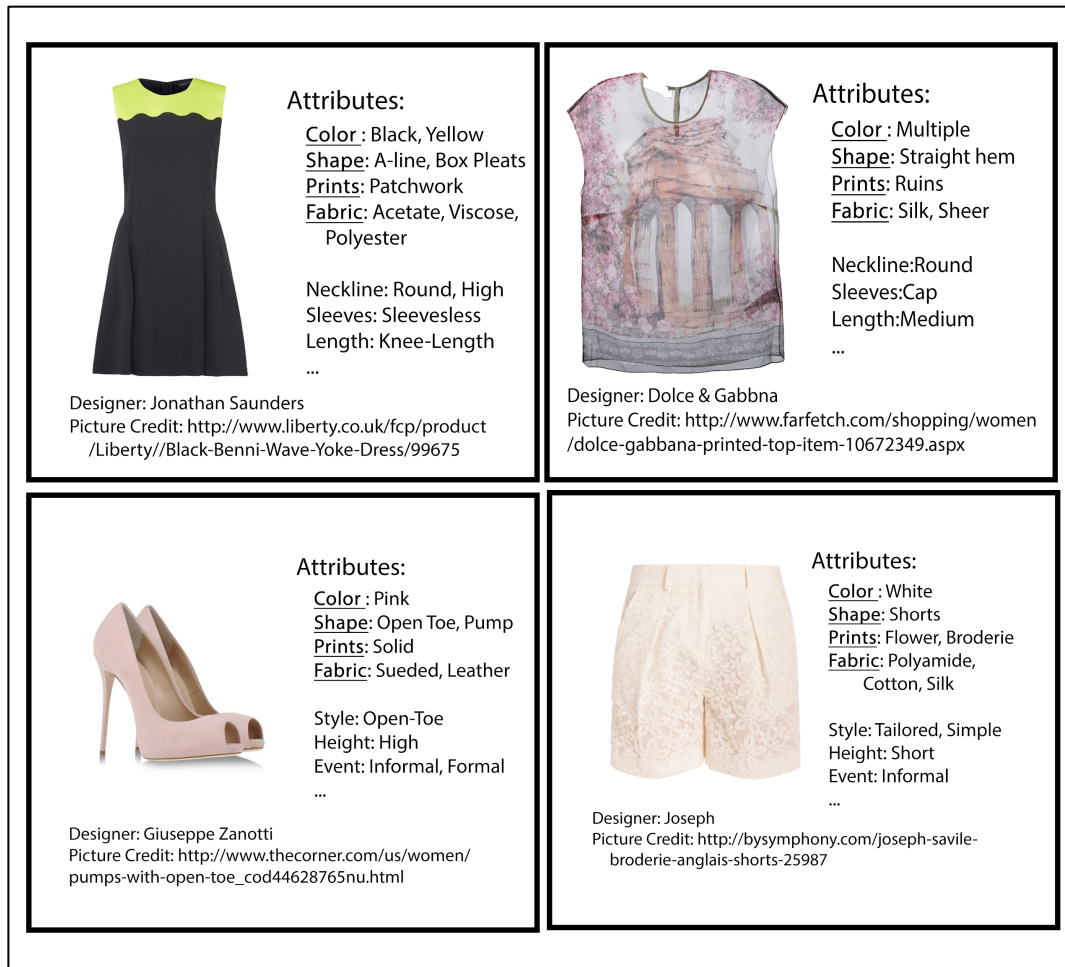 Attributes:
Color : Black, Yellow
Shape: A-line, Box Pleats
Prints: Patchwork
Fabric: Acetate, Viscose,
Polyester
Neckline: Round, High
Sleeves: Sleevesless
Length: Knee-Length
...
Designer: Jonathan Saunders
Picture Credit: http://www.liberty.co.uk/fcp/product
/Liberty//Black-Benni-Wave-Yoke-Dress/99675
Attributes:
Color : Multiple
Shape: Straight hem
Prints: Ruins
Fabric: Silk, Sheer
Neckline:Round
Sleeves:Cap
Length:Medium
...
Designer: Dolce & Gabbna
Picture Credit: http://www.farfetch.com/shopping/women
/dolce-gabbana-printed-top-item-10672349.aspx
Attributes:
Color : Pink
Shape: Open Toe, Pump
Prints: Solid
Fabric: Sueded, Leather
Style: Open-Toe
Height: High
Event: Informal, Formal
...
Designer: Giuseppe Zanotti
Picture Credit: http://www.thecorner.com/us/women/
pumps-with-open-toe_cod44628765nu.html
Attributes:
Color : White
Shape: Shorts
Prints: Flower, Broderie
Fabric: Polyamide,
Cotton, Silk
Style: Tailored, Simple
Height: Short
Event: Informal
...
Designer: Joseph
Picture Credit: http://bysymphony.com/joseph-savile-
broderie-anglais-shorts-25987